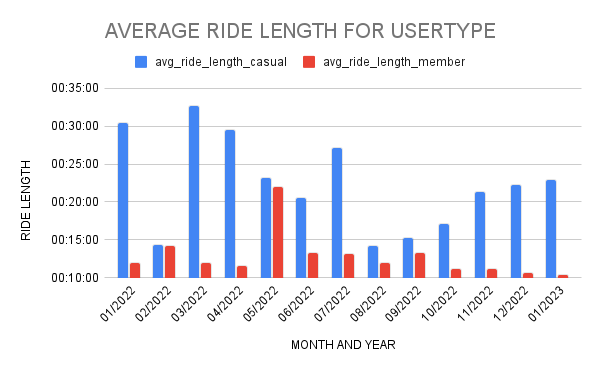 AVERAGE RIDE LENGTH FOR USERTYPE
avg_ride_length_casual avg_ride_length_member
00:35:00
00:30:00
00:25:00
00:20:00
00:15:00
00:10:00
RIDE LENGTH
01/2022 02/2022 03/2022 04/2022 05/2022 06/2022 07/2022 08/2022 09/2022 10/2022 11/2022 12/2022 01/2023
MONTH AND YEAR